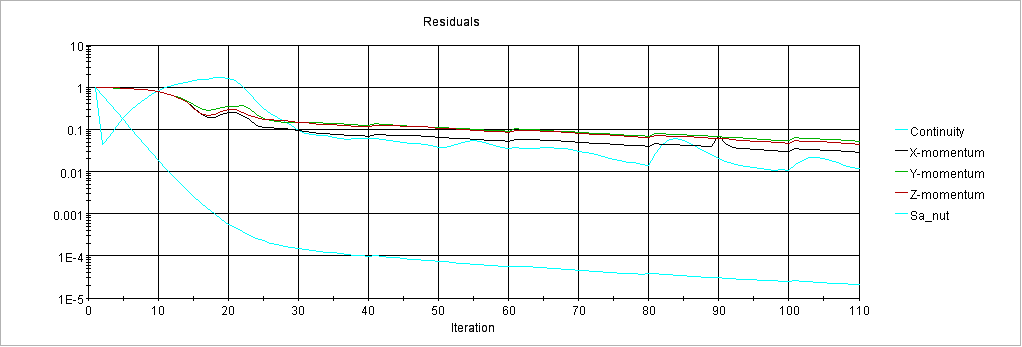 Residuals
10
1
0.1
0.01
0.001
1E-4
1E-5
0 10 20 30 40 50 60 70 80 90 100 110
Iteration
Continuity
X-momentum
Y-momentum
Z-momentum
Sa_nut